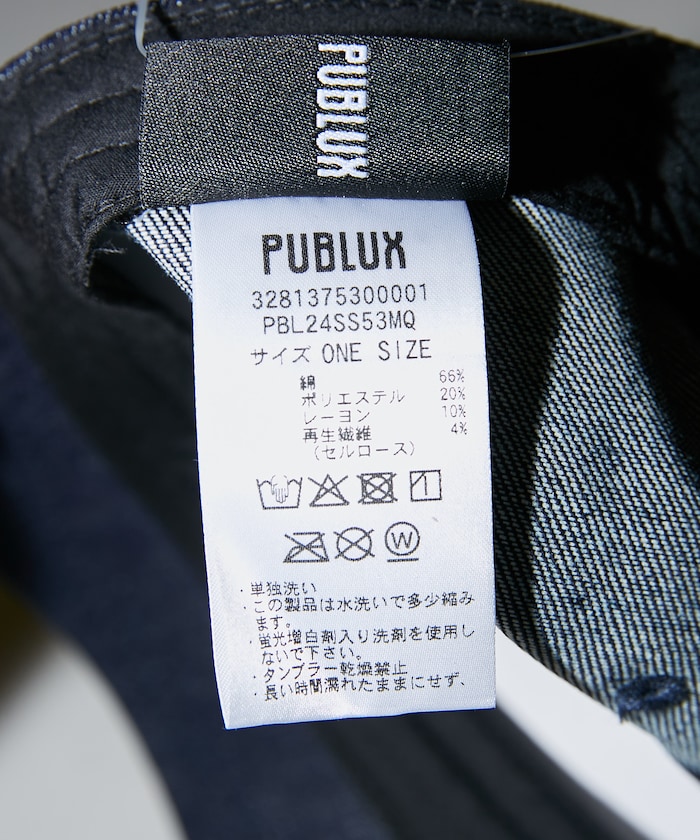 PUBLUX
PUBLUX
3281375300001
PBL24SS53MQ
サイズ ONE SIZE
綿 66%
ポリエステル 20%
レーヨン 10%
再生繊維 4%
(セルロース)
W
・単独洗い
・この製品は水洗いで多少縮み
ます。
・蛍光増白剤入り洗剤を使用し
ないで下さい。
・タンブラー乾燥禁止
・長い時間濡れたままにせず、